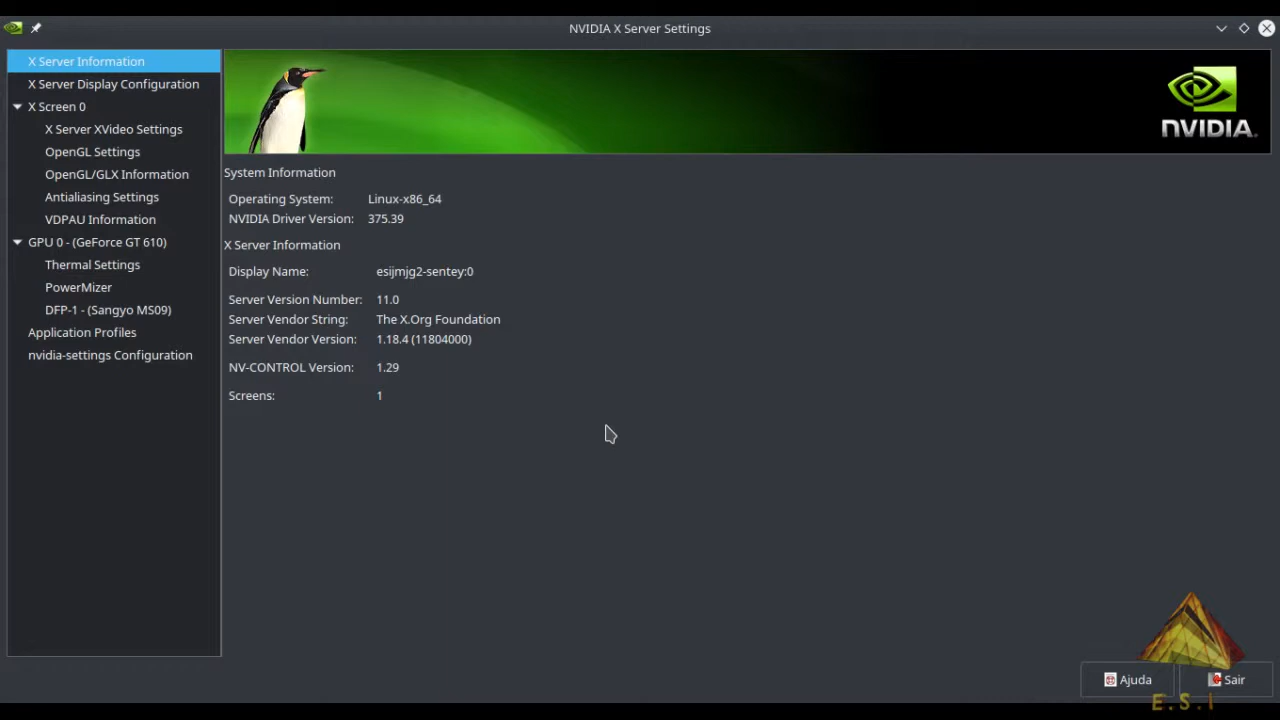 NVIDIA X Server Settings
X Server Information
X Server Display Configuration
X Screen 0
X Server XVideo Settings
OpenGL Settings
OpenGL/GLX Information
Antialiasing Settings
VDPAU Information
GPU 0 - (GeForce GT 610)
Thermal Settings
PowerMizer
DFP-1 - (Sangyo MS09)
Application Profiles
nvidia-settings Configuration
NVIDIA.
System Information
Operating System: Linux-x86_64
NVIDIA Driver Version: 375.39
X Server Information
Display Name: esijmjg2-sentey:0
Server Version Number: 11.0
Server Vendor String: The X.Org Foundation
Server Vendor Version: 1.18.4 (11804000)
NV-CONTROL Version: 1.29
Screens: 1
Ajuda
Sair
E.S.I